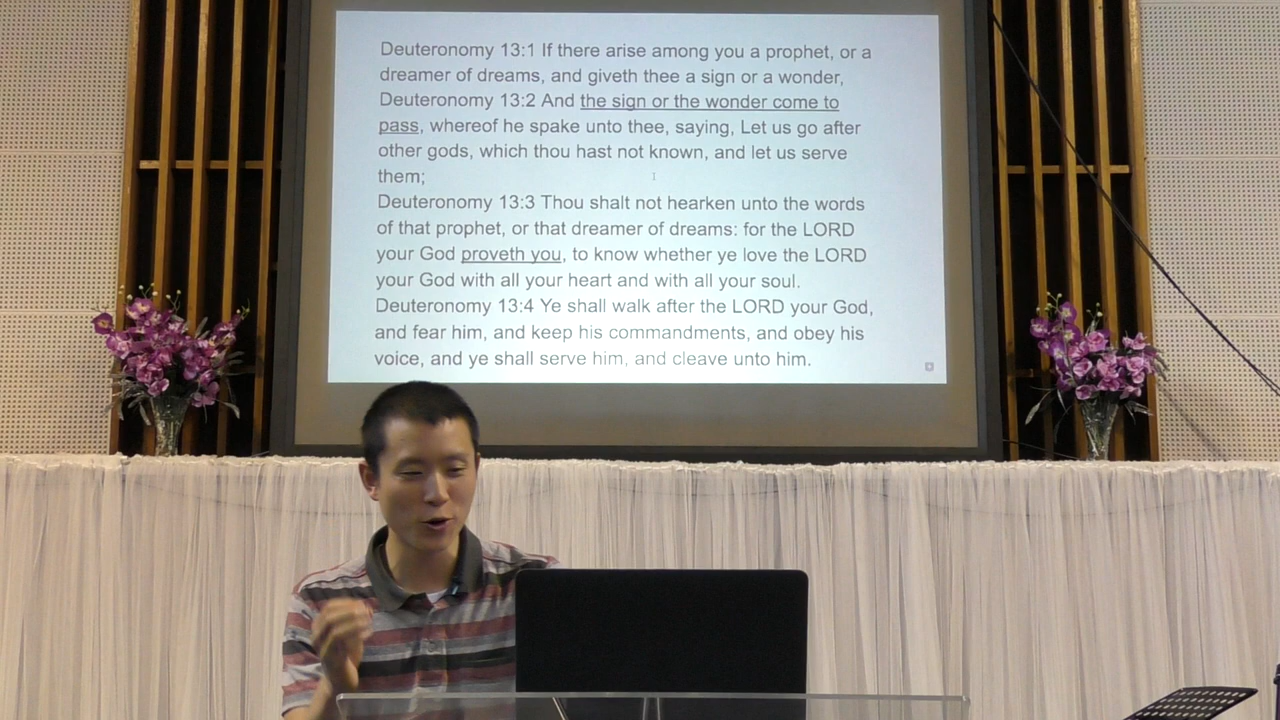 Deuteronomy 13:1 If there arise among you a prophet, or a
dreamer of dreams, and giveth thee a sign or a wonder,
Deuteronomy 13:2 And the sign or the wonder come to
pass, whereof he spake unto thee, saying, Let us go after
other gods, which thou hast not known, and let us serve
them;
Deuteronomy 13:3 Thou shalt not hearken unto the words
of that prophet, or that dreamer of dreams: for the LORD
your God proveth you, to know whether ye love the LORD
your God with all your heart and with all your soul.
Deuteronomy 13:4 Ye shall walk after the LORD your God,
and fear him, and keep his commandments, and obey his
voice, and ye shall serve him, and cleave unto him.